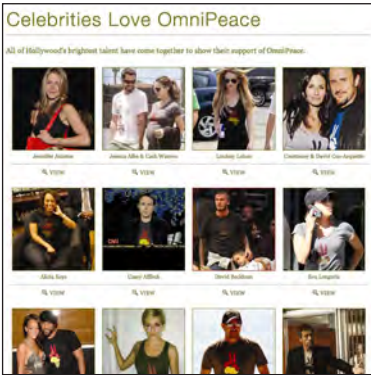 Celebrities Love OmniPeace
All of Hollywood's brightest talent have come together to show their support of OmniPeace.
Jennifer Aniston
Jessica Alba & Cash Warren
Lindsay Lohan
Courteney & David Cox-Arquette
VIEW
VIEW
VIEW
VIEW
Alicia Keys
Casey Affleck
David Beckham
Eva Longoria
VIEW
VIEW
VIEW
VIEW